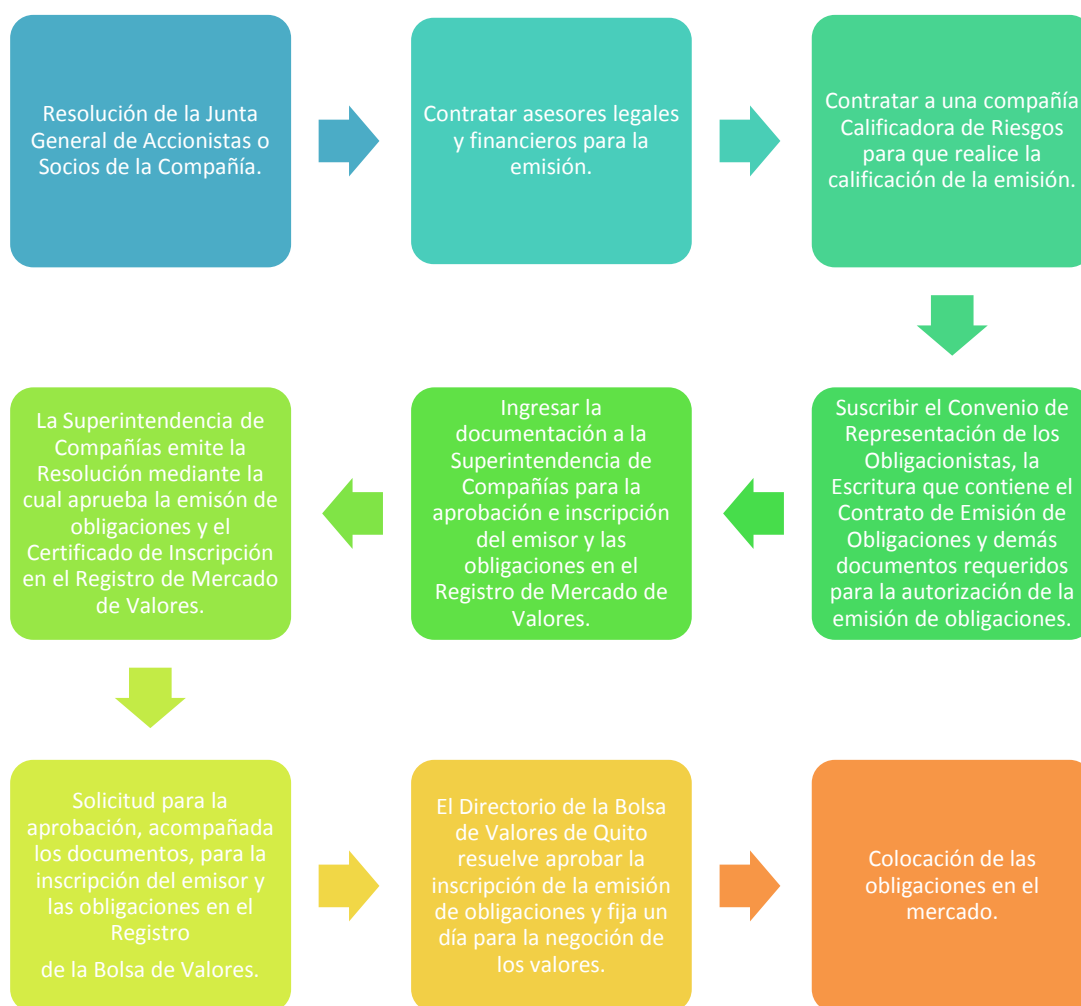 Resolución de la Junta
General de Accionistas o
Socios de la Compañía.
Contratar asesores legales
y financieros para la
emisión.
Contratar a una compañía
Calificadora de Riesgos
para que realice la
calificación de la emisión.
Suscribir el Convenio de
Representación de los
Obligacionistas, la
Escritura que contiene el
Contrato de Emisión de
Obligaciones y demás
documentos requeridos
para la autorización de la
emisión de obligaciones.
Ingresar la
documentación a la
Superintendencia de
Compañías para la
aprobación e inscripción
del emisor y las
obligaciones en el
Registro de Mercado de
Valores.
La Superintendencia de
Compañías emite la
Resolución mediante la
cual aprueba la emisón de
obligaciones y el
Certificado de Inscripción
en el Registro de Mercado
de Valores.
Solicitud para la
aprobación, acompañada
los documentos, para la
inscripción del emisor y
las obligaciones en el
Registro
de la Bolsa de Valores.
El Directorio de la Bolsa
de Valores de Quito
resuelve aprobar la
inscripción de la emisión
de obligaciones y fija un
día para la negoción de
los valores.
Colocación de las
obligaciones en el
mercado.